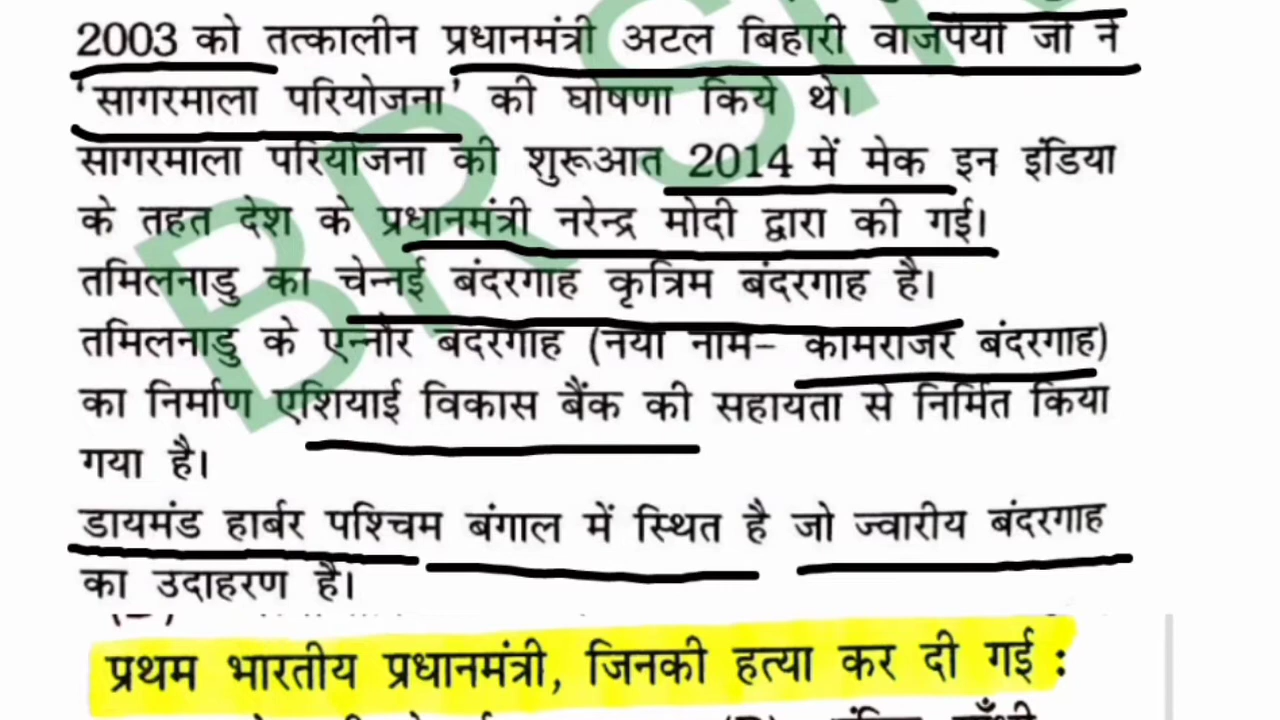 2003 को तत्कालीन प्रधानमंत्री अटल बिहारी वाजपेयी जी ने
'सागरमाला परियोजना' की घोषणा किये थे।
सागरमाला परियोजना की शुरूआत 2014 में मेक इन इंडिया
के तहत देश के प्रधानमंत्री नरेन्द्र मोदी द्वारा की गई।
तमिलनाडु का चेन्नई बंदरगाह कृत्रिम बंदरगाह है।
तमिलनाडु के एन्नौर बंदरगाह (नया नाम– कामराजर बंदरगाह)
का निर्माण एशियाई विकास बैंक की सहायता से निर्मित किया
गया है।
डायमंड हार्बर पश्चिम बंगाल में स्थित है जो ज्वारीय बंदरगाह
का उदाहरण है।
प्रथम भारतीय प्रधानमंत्री, जिनकी हत्या कर दी गई :